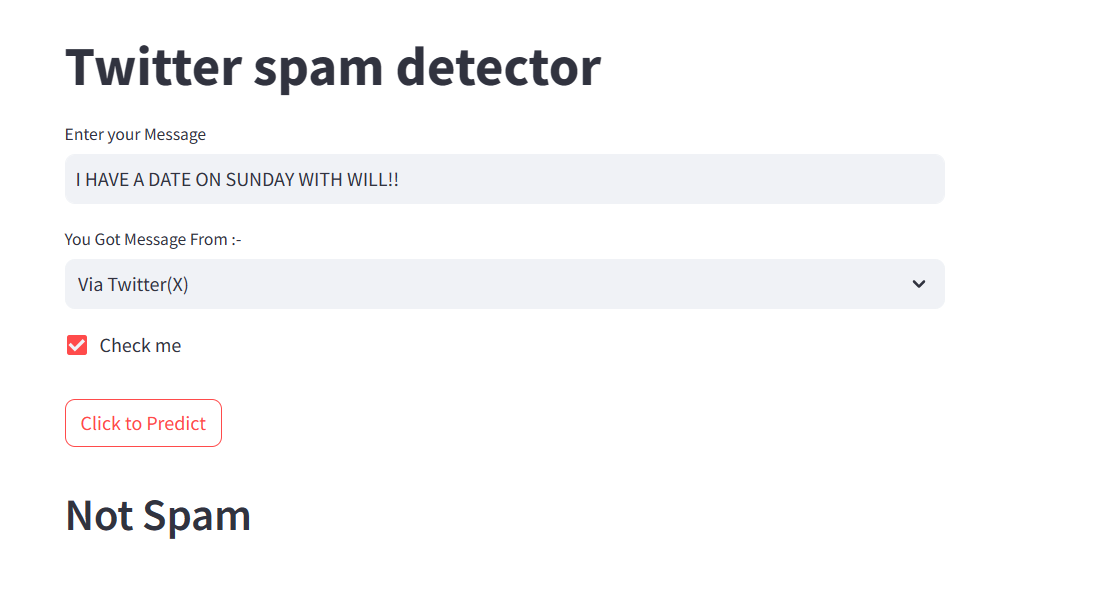 Twitter spam detector
Enter your Message
I HAVE A DATE ON SUNDAY WITH WILL!!
You Got Message From :-
Via Twitter(X)
Check me
Click to Predict
Not Spam